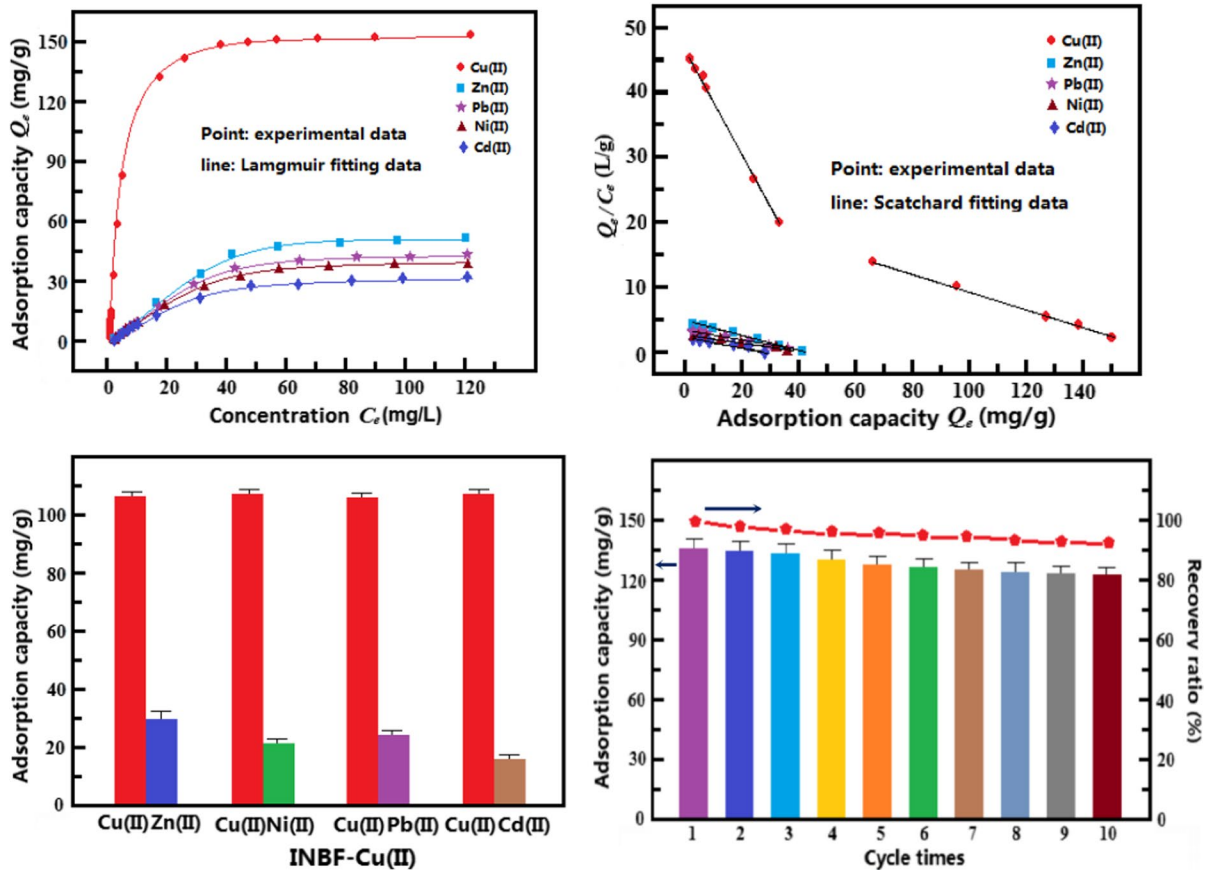 Adsorption capacity Qe (mg/g)
150
120
90
60
30
0
Cu(II)
Zn(II)
Pb(II)
Ni(II)
Cd(II)
Point: experimental data
line: Lamgmuir fitting data
0 20 40 60 80 100 120
Concentration Ce(mg/L)
Qe/Ce (L/g)
50
40
30
20
10
0
Cu(II)
Zn(II)
Pb(II)
Ni(II)
Cd(II)
Point: experimental data
line: Scatchard fitting data
0 20 40 60 80 100 120 140
Adsorption capacity Qe (mg/g)
Adsorption capacity (mg/g)
100
80
60
40
20
0
Cu(II)Zn(II) Cu(II)Ni(II) Cu(II)Pb(II) Cu(II)Cd(II)
INBF-Cu(II)
Adsorption capacity (mg/g)
150
120
90
60
30
0
100
80
60
40
20
0
Recovery ratio (%)
1 2 3 4 5 6 7 8 9 10
Cycle times